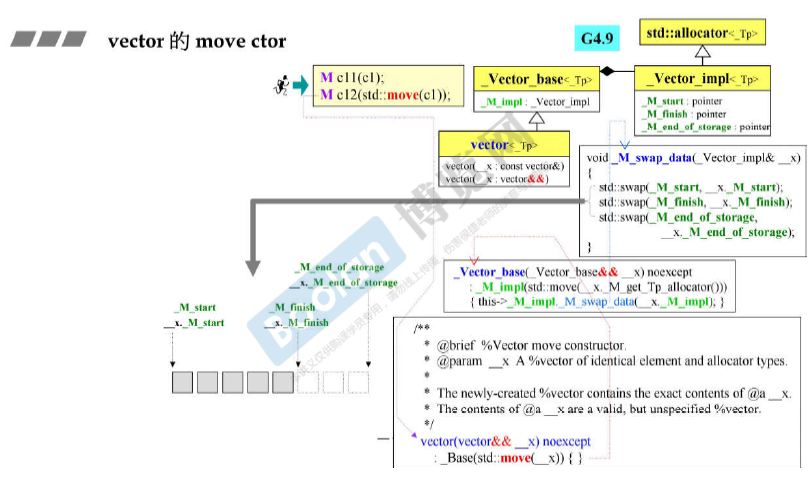 vector 的 move ctor
G4.9
std::allocator<_Tp>
M c11(c1);
M c12(std::move(c1));
_Vector_base<_Tp>
_M_impl : _Vector_impl
_Vector_impl<_Tp>
_M_start : pointer
_M_finish : pointer
_M_end_of_storage : pointer
vector<_Tp>
vector(__x : const vector&)
vector(__x : vector&&)
void _M_swap_data(_Vector_impl& __x)
{
std::swap(_M_start, __x._M_start);
std::swap(_M_finish, __x._M_finish);
std::swap(_M_end_of_storage,
__x._M_end_of_storage);
}
_M_end_of_storage
__x._M_end_of_storage
_M_start
__x._M_start
_M_finish
__x._M_finish
_Vector_base(_Vector_base&& __x) noexcept
: _M_impl(std::move(__x._M_get_Tp_allocator()))
{ this->_M_impl._M_swap_data(__x._M_impl); }
/**
* @brief %Vector move constructor.
* @param __x A %vector of identical element and allocator types.
*
* The newly-created %vector contains the exact contents of @a __x.
* The contents of @a __x are a valid, but unspecified %vector.
*/
vector(vector&& __x) noexcept
: _Base(std::move(__x)) { }
Boolan 博览网